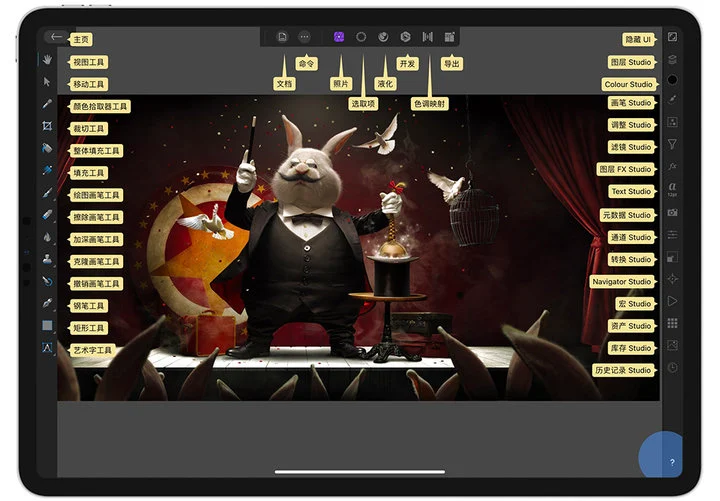 主页
隐藏 UI
命令
开发
导出
文档
照片
液化
选取项
色调映射
视图工具
移动工具
颜色拾取器工具
裁切工具
整体填充工具
填充工具
绘图画笔工具
擦除画笔工具
加深画笔工具
克隆画笔工具
撤销画笔工具
钢笔工具
矩形工具
艺术字工具
图层 Studio
Colour Studio
画笔 Studio
调整 Studio
滤镜 Studio
图层 FX Studio
Text Studio
元数据 Studio
通道 Studio
转换 Studio
Navigator Studio
宏 Studio
资产 Studio
库存 Studio
历史记录 Studio
fx
a
12pt
A
?